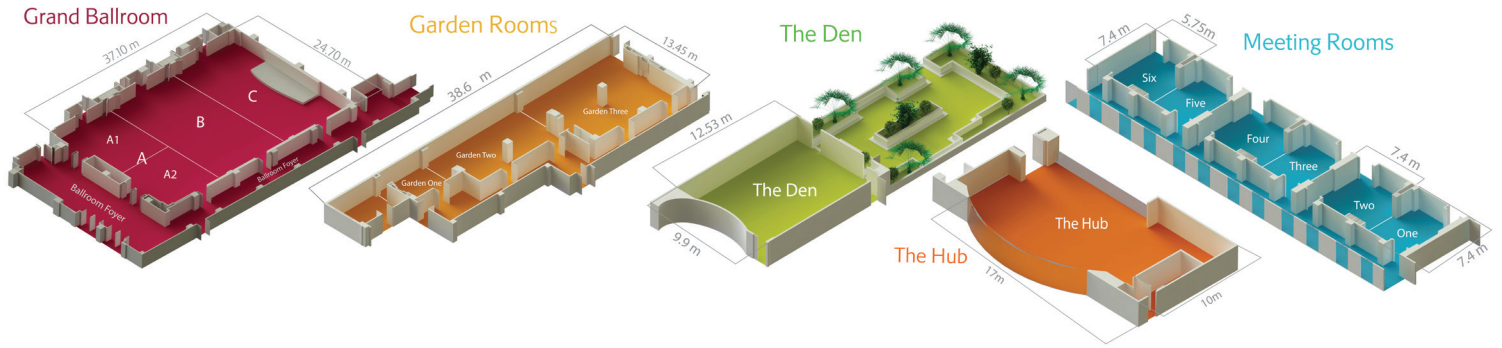 Grand Ballroom
37.10 m
24.70 m
C
B
A1
A
A2
Ballroom Foyer
Ballroom Foyer
Garden Rooms
38.6 m
13.45 m
Garden Three
Garden Two
Garden One
The Den
12.53 m
The Den
9.9 m
The Hub
The Hub
17m
10m
Meeting Rooms
7.4 m
5.75m
Six
Five
Four
Three
7.4 m
Two
One
7.4 m